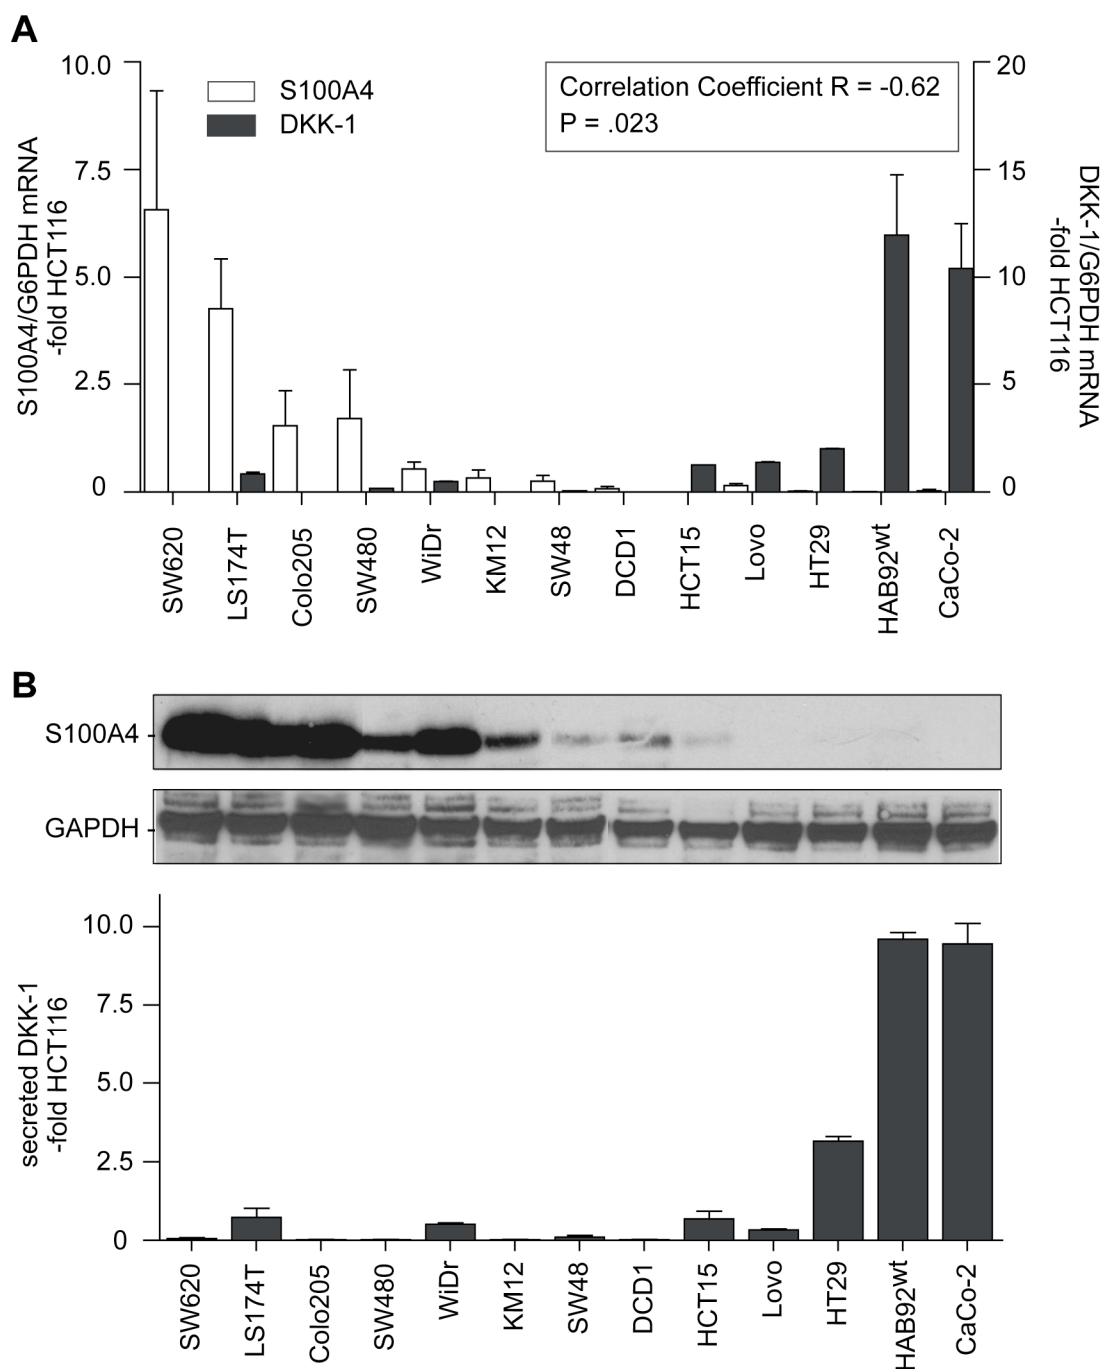 A
S100A4/G6PDH mRNA
-fold HCT116
10.0
7.5
5.0
2.5
0
S100A4
DKK-1
Correlation Coefficient R = -0.62
P = .023
20
15
10
5
0
DKK-1/G6PDH mRNA
-fold HCT116
SW620
LS174T
Colo205
SW480
WiDr
KM12
SW48
DCD1
HCT15
Lovo
HT29
HAB92wt
CaCo-2
B
S100A4
GAPDH
secreted DKK-1
-fold HCT116
10.0
7.5
5.0
2.5
0
SW620
LS174T
Colo205
SW480
WiDr
KM12
SW48
DCD1
HCT15
Lovo
HT29
HAB92wt
CaCo-2